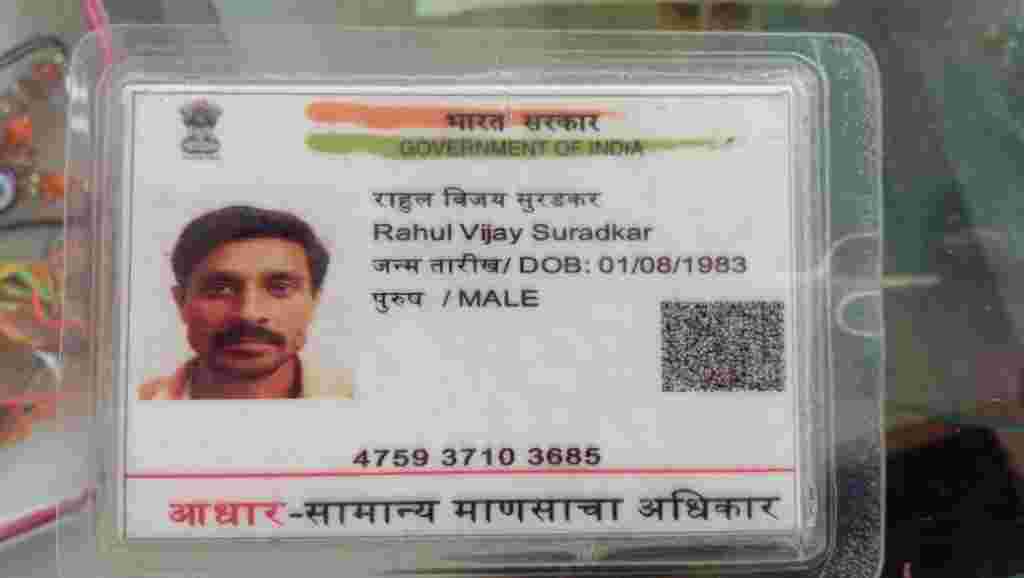 भारत सरकार
GOVERNMENT OF INDIA
राहुल विजय सुरडकर
Rahul Vijay Suradkar
जन्म तारीख/ DOB: 01/08/1983
पुरुष / MALE
4759 3710 3685
आधार-सामान्य माणसाचा अधिकार